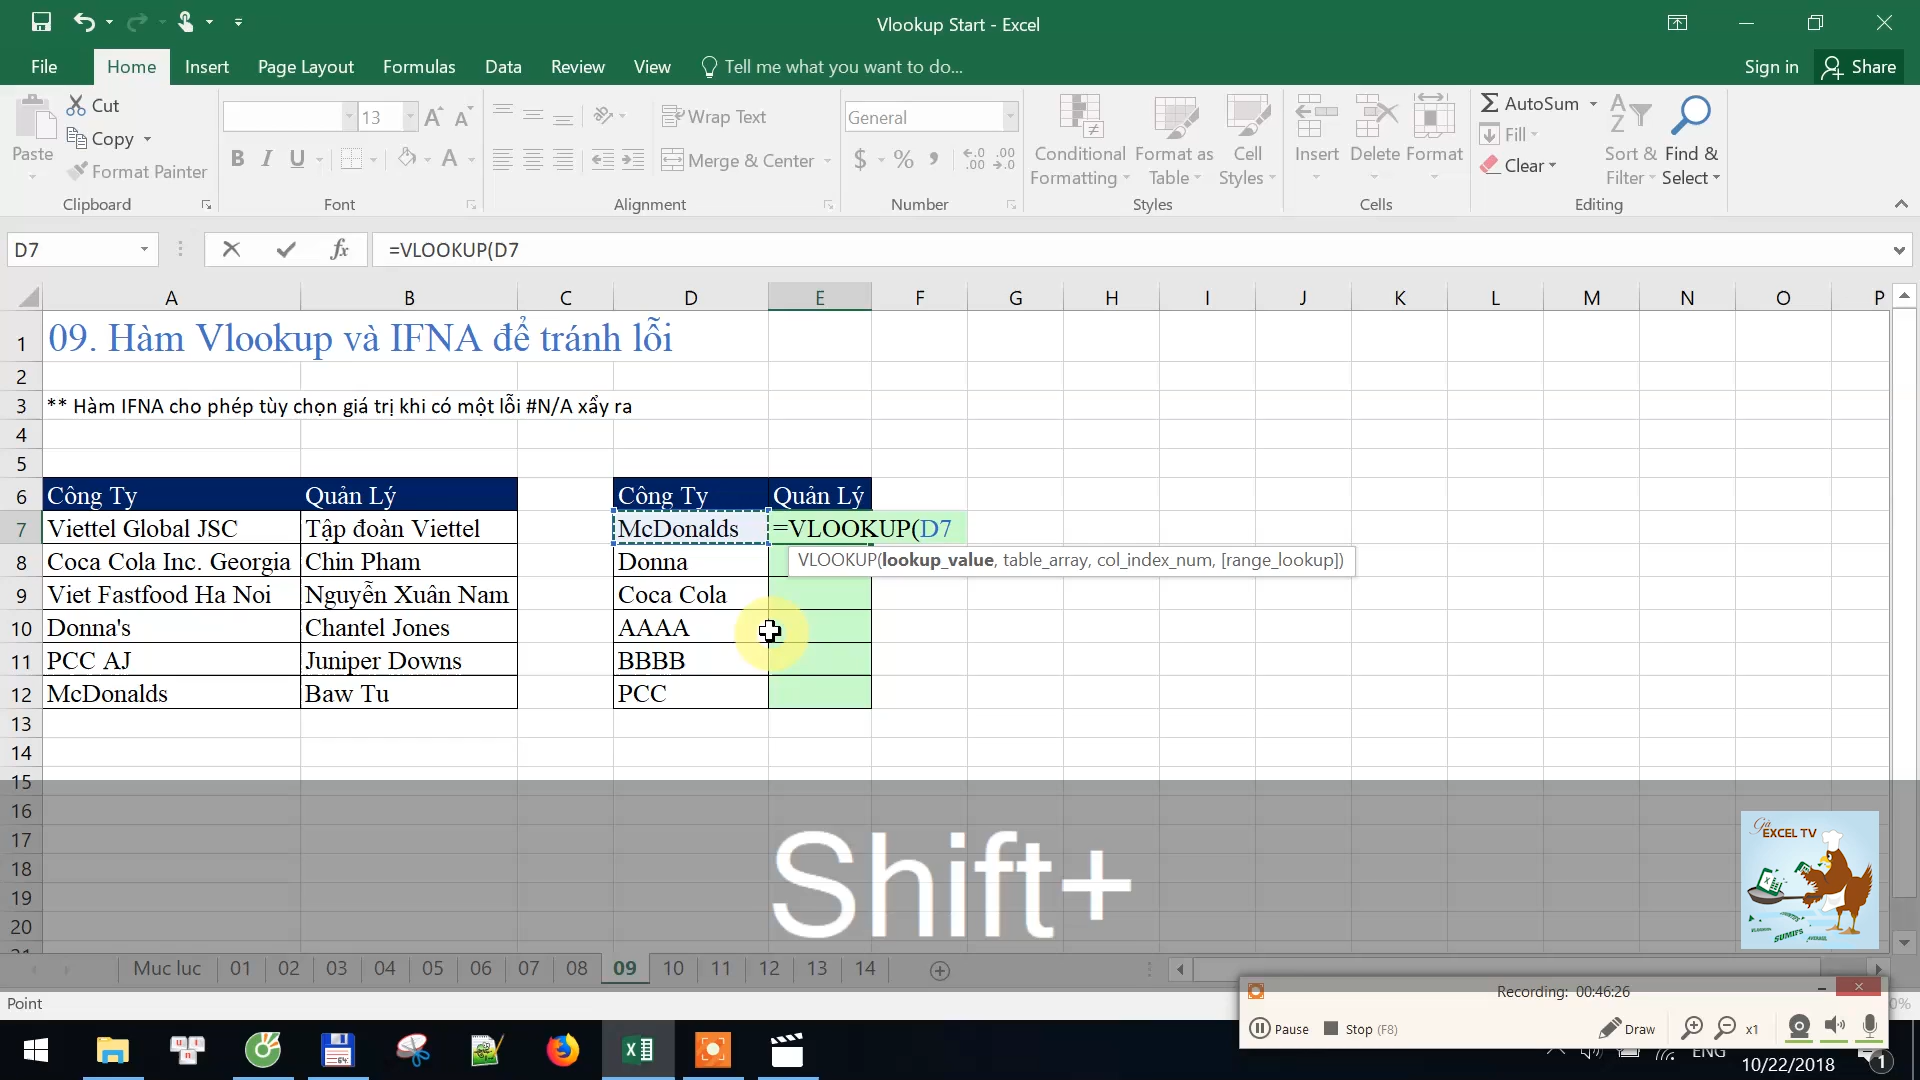 Vlookup Start - Excel
File Home Insert Page Layout Formulas Data Review View Tell me what you want to do... Sign in Share
Paste Cut Copy Format Painter Clipboard
13 B I U A Font
Wrap Text Merge & Center Alignment
General $ % Number
Conditional Formatting Format as Table Cell Styles Styles
Insert Delete Format Cells
AutoSum Fill Clear Sort & Filter Find & Select Editing
D7 fx =VLOOKUP(D7
A B C D E F G H I J K L M N O P
1 09. Hàm Vlookup và IFNA để tránh lỗi
2
3 ** Hàm IFNA cho phép tùy chọn giá trị khi có một lỗi #N/A xẩy ra
4
5
6 Công Ty Quản Lý Công Ty Quản Lý
7 Viettel Global JSC Tập đoàn Viettel McDonalds =VLOOKUP(D7
VLOOKUP(lookup_value, table_array, col_index_num, [range_lookup])
8 Coca Cola Inc. Georgia Chin Pham Donna
9 Viet Fastfood Ha Noi Nguyễn Xuân Nam Coca Cola
10 Donna's Chantel Jones AAAA
11 PCC AJ Juniper Downs BBBB
12 McDonalds Baw Tu PCC
13
14
15
16
17
18
19
20
Shift+
Gà EXCEL TV
SUMIFS
Muc luc 01 02 03 04 05 06 07 08 09 10 11 12 13 14
Point
Recording: 00:46:26
Pause Stop (F8) Draw x1
ENG
10/22/2018
1